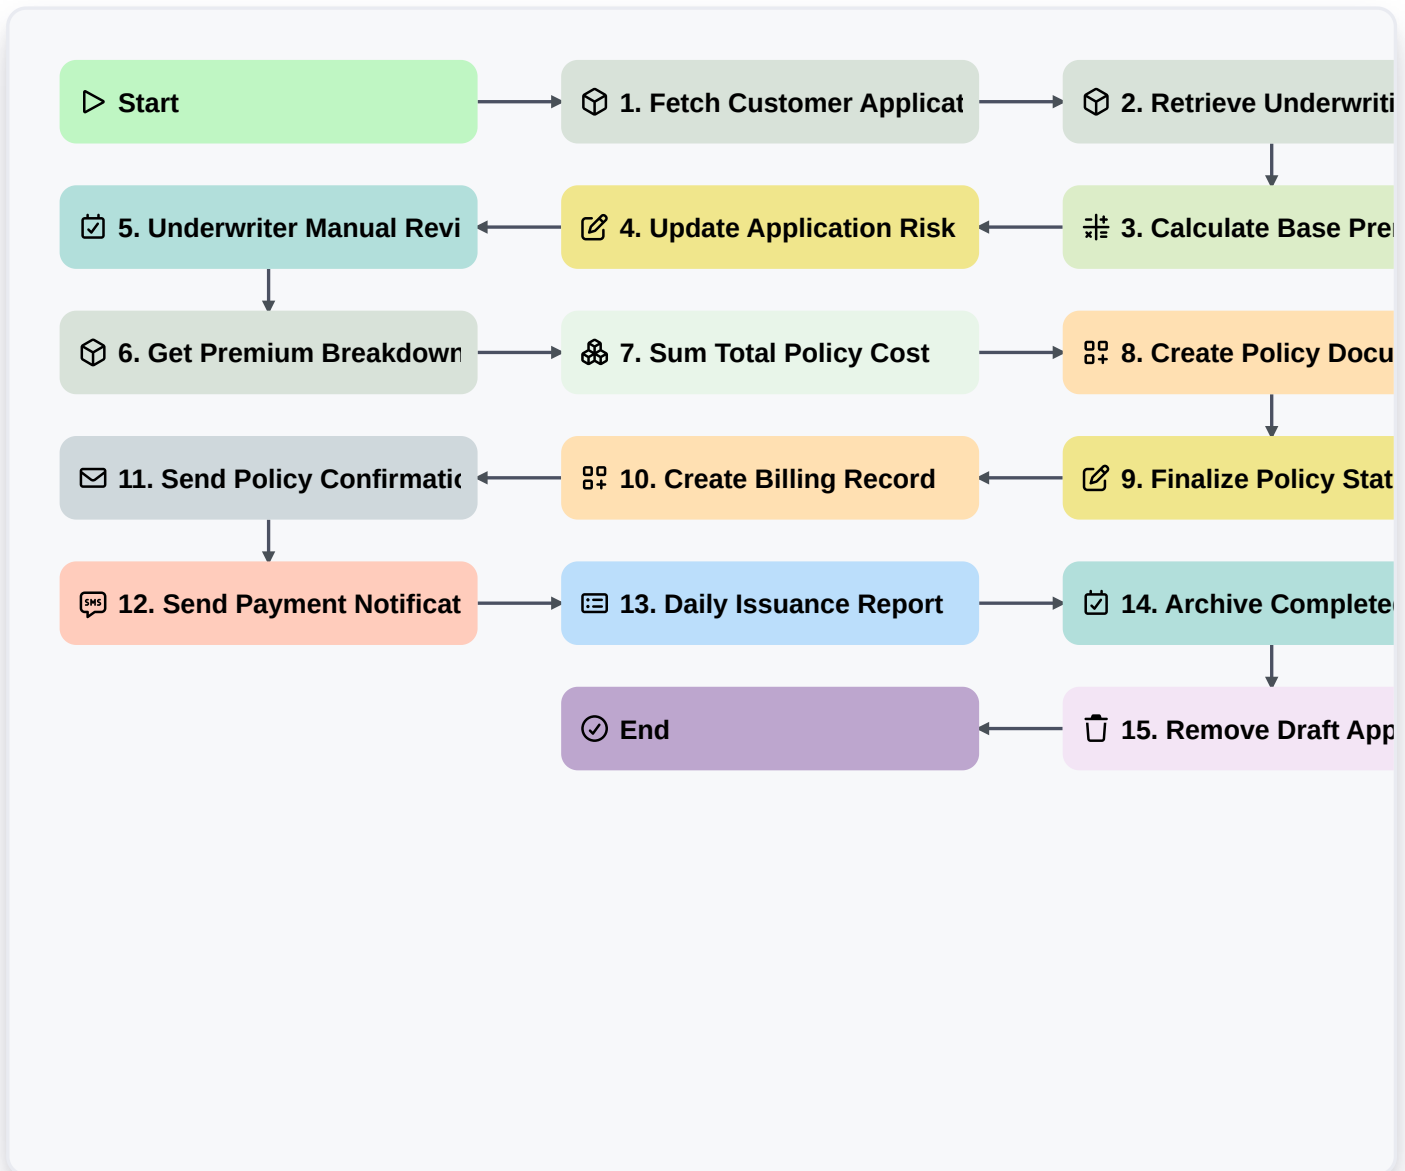 Start
1. Fetch Customer Applicat
2. Retrieve Underwriti
5. Underwriter Manual Revi
4. Update Application Risk
3. Calculate Base Pre
6. Get Premium Breakdown
7. Sum Total Policy Cost
8. Create Policy Docu
11. Send Policy Confirmatic
10. Create Billing Record
9. Finalize Policy Stat
12. Send Payment Notificat
SMS
13. Daily Issuance Report
14. Archive Complete
End
15. Remove Draft App